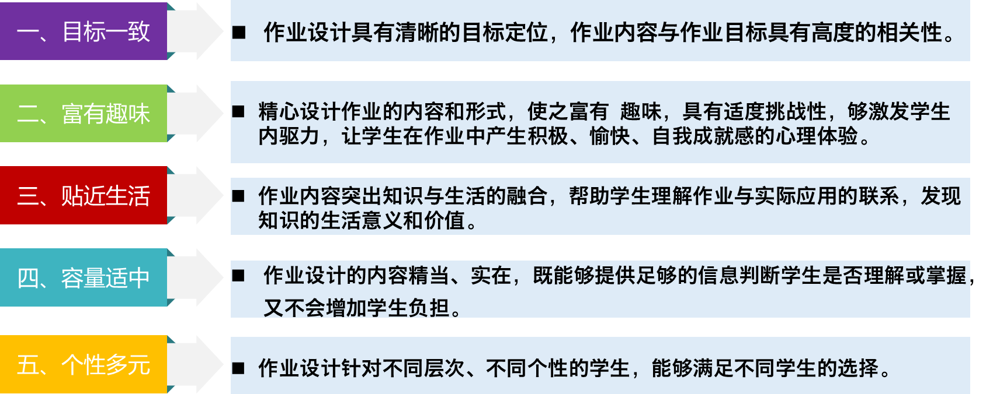 一、目标一致
■ 作业设计具有清晰的目标定位，作业内容与作业目标具有高度的相关性。
二、富有趣味
■ 精心设计作业的内容和形式，使之富有 趣味，具有适度挑战性，够激发学生
内驱力，让学生在作业中产生积极、愉快、自我成就感的心理体验。
三、贴近生活
■ 作业内容突出知识与生活的融合，帮助学生理解作业与实际应用的联系，发现
知识的生活意义和价值。
四、容量适中
■ 作业设计的内容精当、实在，既能够提供足够的信息判断学生是否理解或掌握，
又不会增加学生负担。
五、个性多元
■ 作业设计针对不同层次、不同个性的学生，能够满足不同学生的选择。